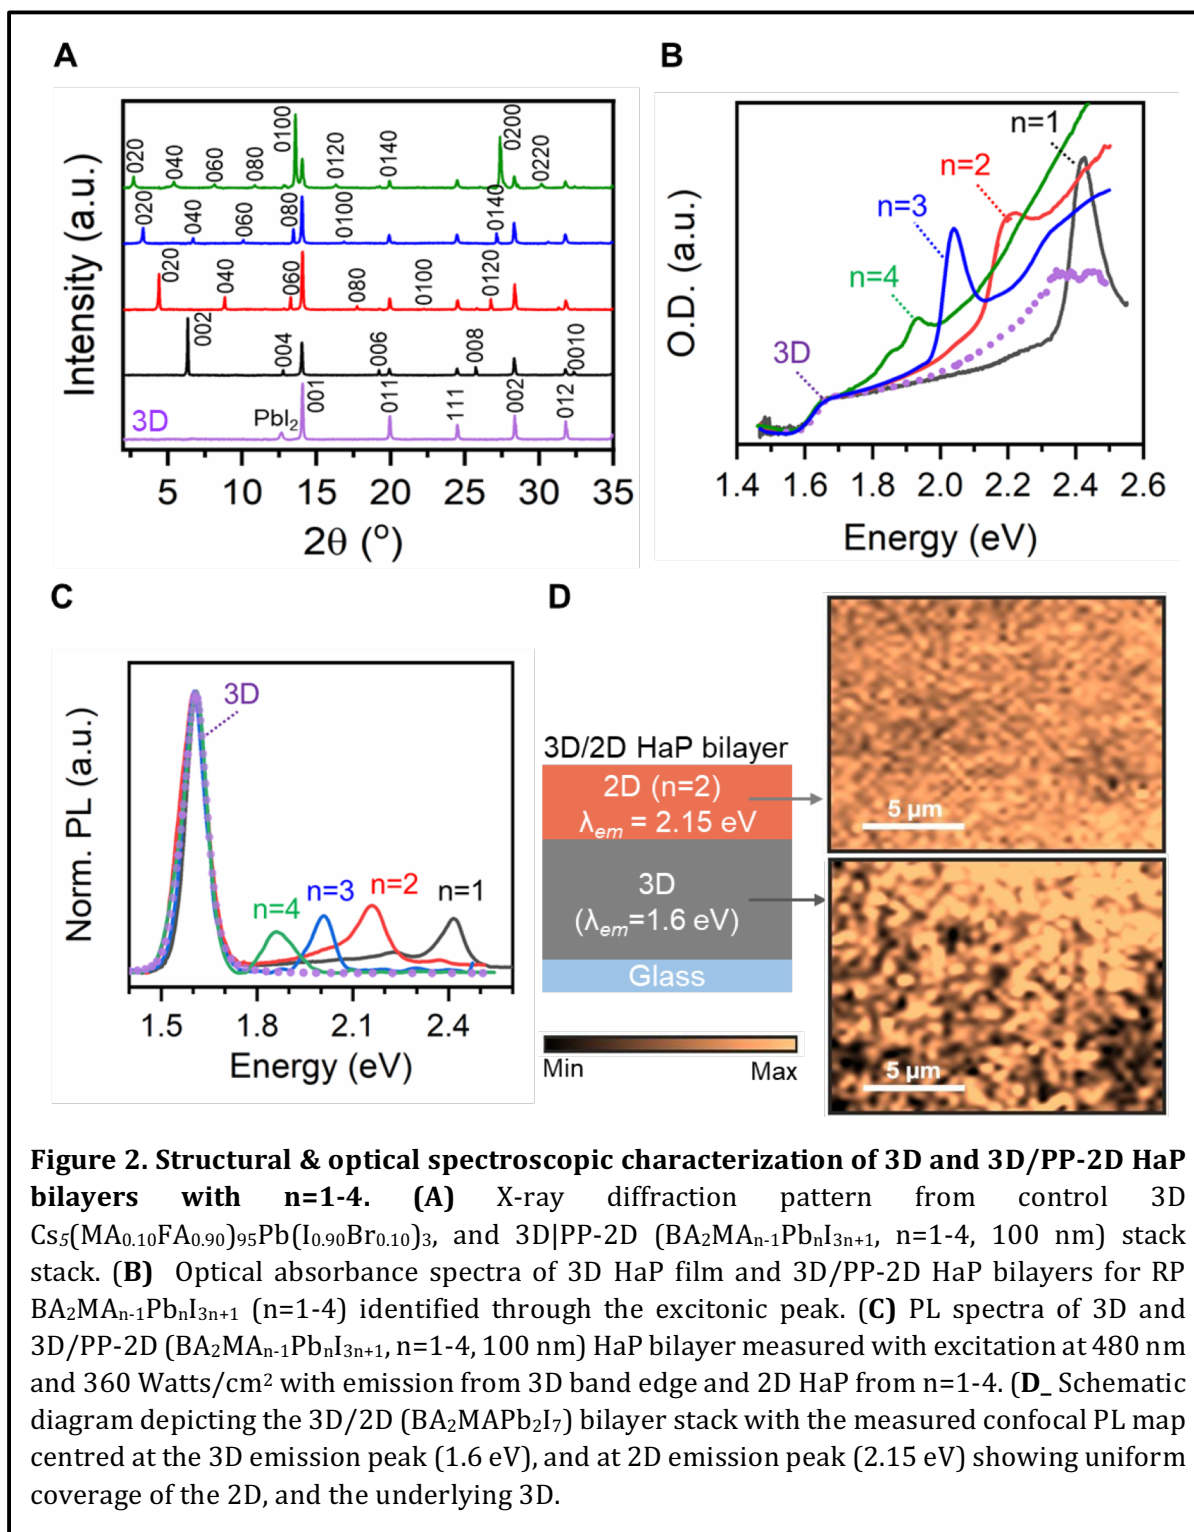 A
020
040
060
080
0100
0120
0140
0200
0220
020
040
060
080
0100
0140
020
040
060
080
0100
0120
002
004
006
008
0010
3D
PbI2
001
011
111
002
012
Intensity (a.u.)
5 10 15 20 25 30 35
2θ (o)
B
n=1
n=2
n=3
n=4
3D
O.D. (a.u.)
1.4 1.6 1.8 2.0 2.2 2.4 2.6
Energy (eV)
C
3D
n=4
n=3
n=2
n=1
Norm. PL (a.u.)
1.5 1.8 2.1 2.4
Energy (eV)
D
3D/2D HaP bilayer
2D (n=2)
λem = 2.15 eV
3D
(λem=1.6 eV)
Glass
Min Max
5 µm
5 µm
Figure 2. Structural & optical spectroscopic characterization of 3D and 3D/PP-2D HaP
bilayers with n=1-4. (A) X-ray diffraction pattern from control 3D
Cs5(MA0.10FA0.90)95Pb(I0.90Br0.10)3, and 3D|PP-2D (BA2MAn-1PbnI3n+1, n=1-4, 100 nm) stack
stack. (B) Optical absorbance spectra of 3D HaP film and 3D/PP-2D HaP bilayers for RP
BA2MAn-1PbnI3n+1 (n=1-4) identified through the excitonic peak. (C) PL spectra of 3D and
3D/PP-2D (BA2MAn-1PbnI3n+1, n=1-4, 100 nm) HaP bilayer measured with excitation at 480 nm
and 360 Watts/cm2 with emission from 3D band edge and 2D HaP from n=1-4. (D_ Schematic
diagram depicting the 3D/2D (BA2MAPb2I7) bilayer stack with the measured confocal PL map
centred at the 3D emission peak (1.6 eV), and at 2D emission peak (2.15 eV) showing uniform
coverage of the 2D, and the underlying 3D.